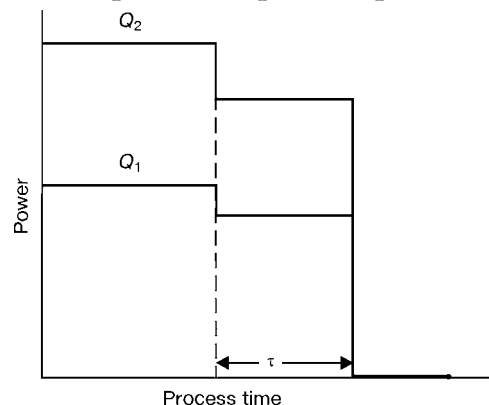 Q2
Q1
Power
τ
Process time